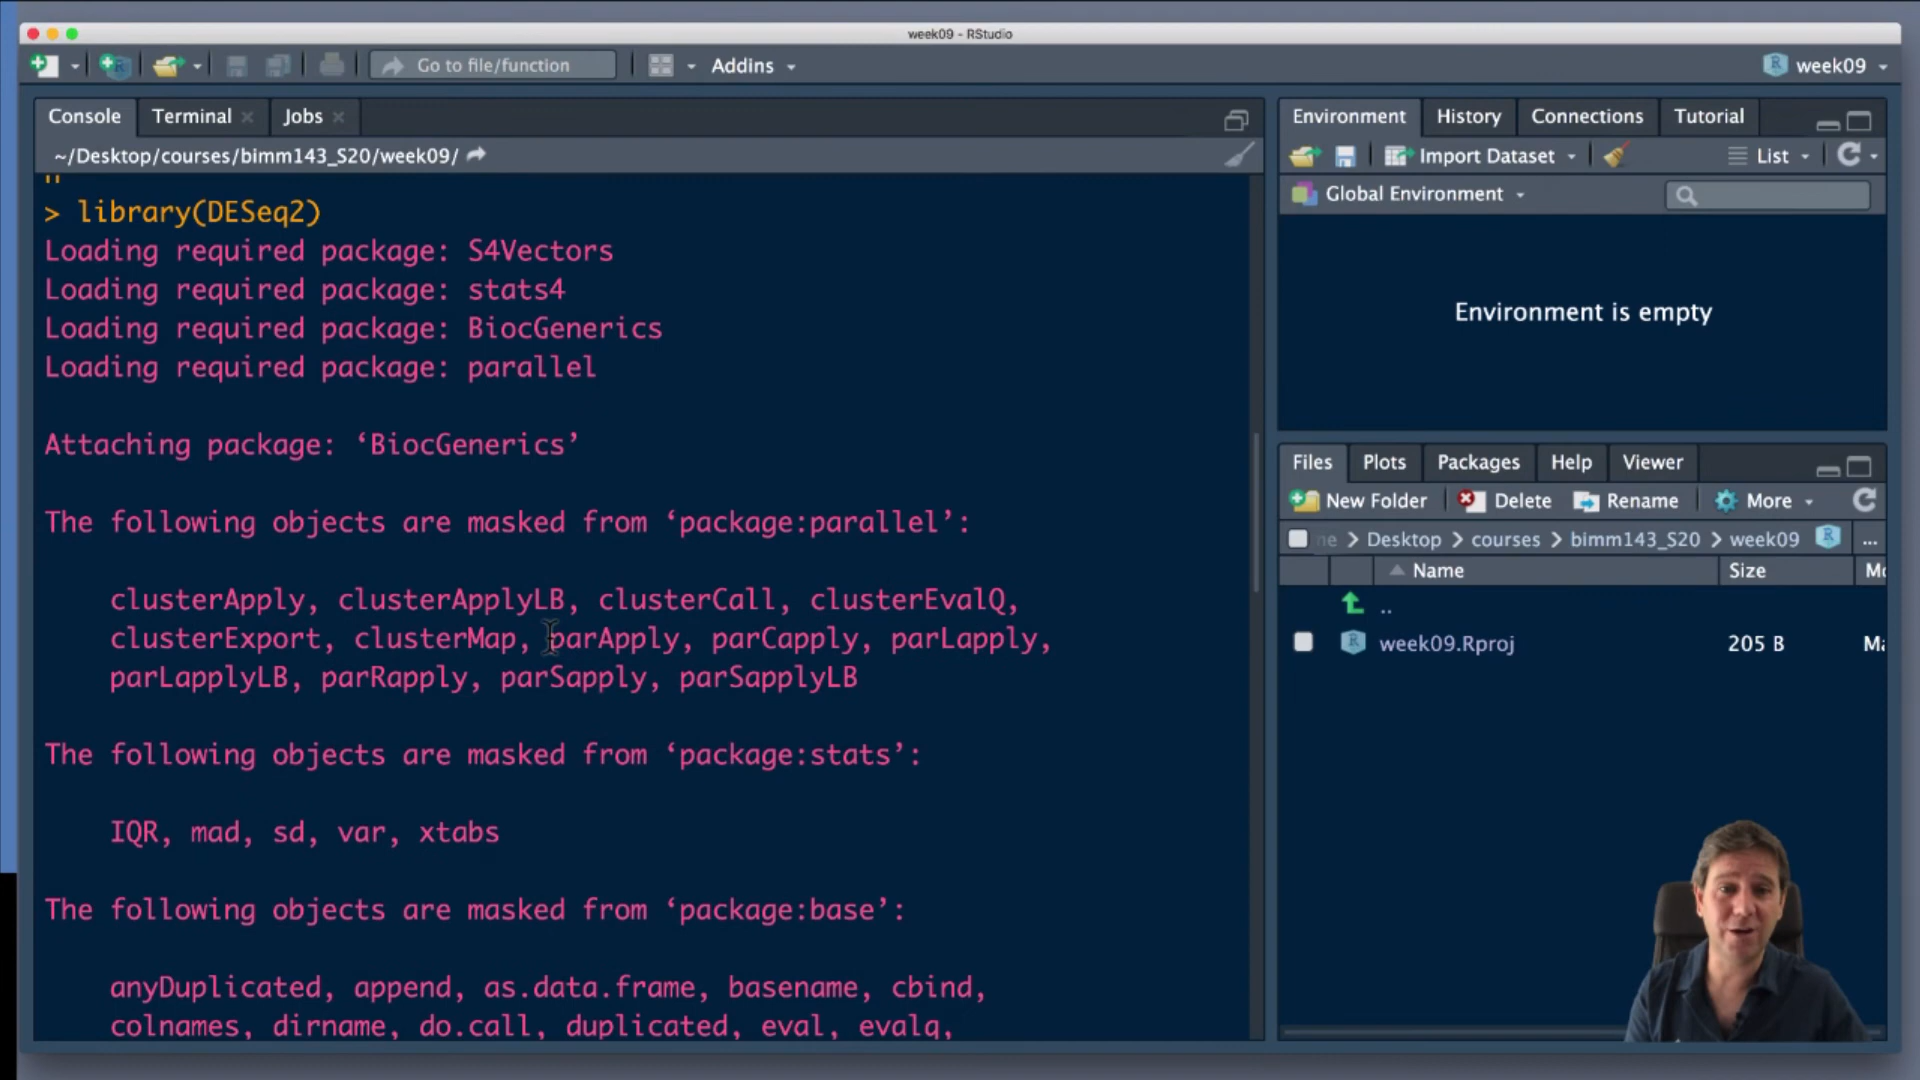 week09 - RStudio
Go to file/function
Addins
week09
Console
Terminal
Jobs
~/Desktop/courses/bimm143_S20/week09/
> library(DESeq2)
Loading required package: S4Vectors
Loading required package: stats4
Loading required package: BiocGenerics
Loading required package: parallel
Attaching package: ‘BiocGenerics’
The following objects are masked from ‘package:parallel’:
clusterApply, clusterApplyLB, clusterCall, clusterEvalQ,
clusterExport, clusterMap, parApply, parCapply, parLapply,
parLapplyLB, parRapply, parSapply, parSapplyLB
The following objects are masked from ‘package:stats’:
IQR, mad, sd, var, xtabs
The following objects are masked from ‘package:base’:
anyDuplicated, append, as.data.frame, basename, cbind,
colnames, dirname, do.call, duplicated, eval, evalq,
Environment
History
Connections
Tutorial
Import Dataset
List
Global Environment
Environment is empty
Files
Plots
Packages
Help
Viewer
New Folder
Delete
Rename
More
ne > Desktop > courses > bimm143_S20 > week09 ...
Name
Size
..
week09.Rproj
205 B